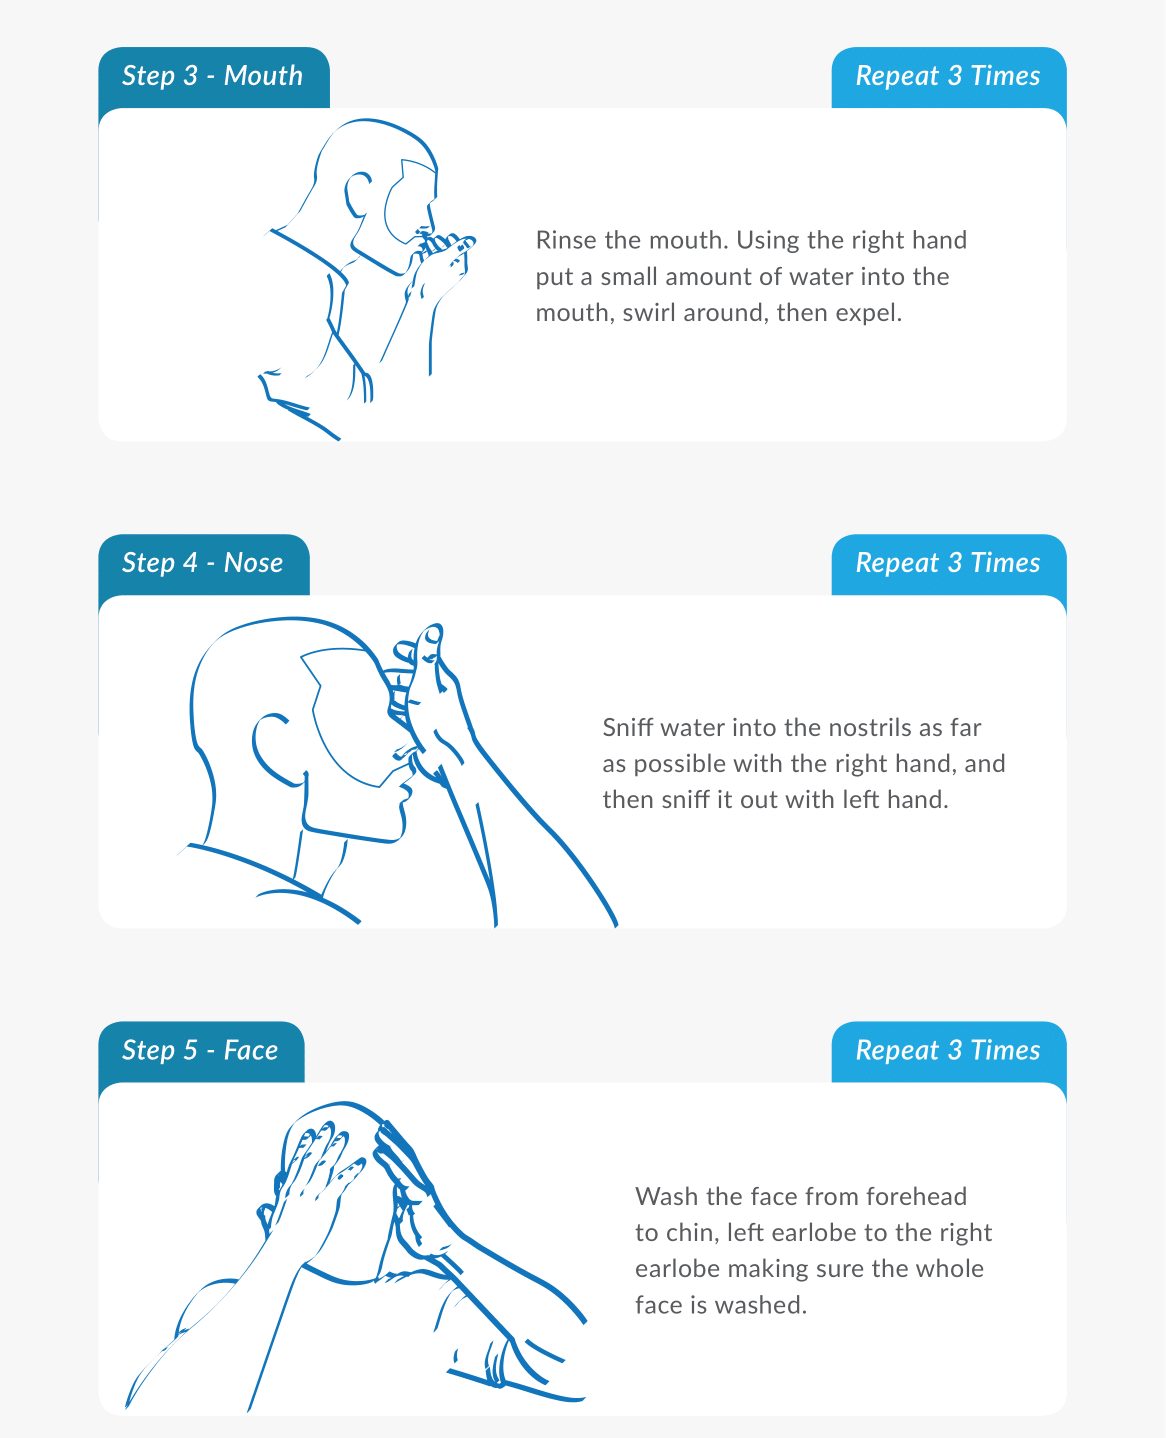 Step 3 - Mouth
Repeat 3 Times
Rinse the mouth. Using the right hand
put a small amount of water into the
mouth, swirl around, then expel.
Step 4 - Nose
Repeat 3 Times
Sniff water into the nostrils as far
as possible with the right hand, and
then sniff it out with left hand.
Step 5 - Face
Repeat 3 Times
Wash the face from forehead
to chin, left earlobe to the right
earlobe making sure the whole
face is washed.